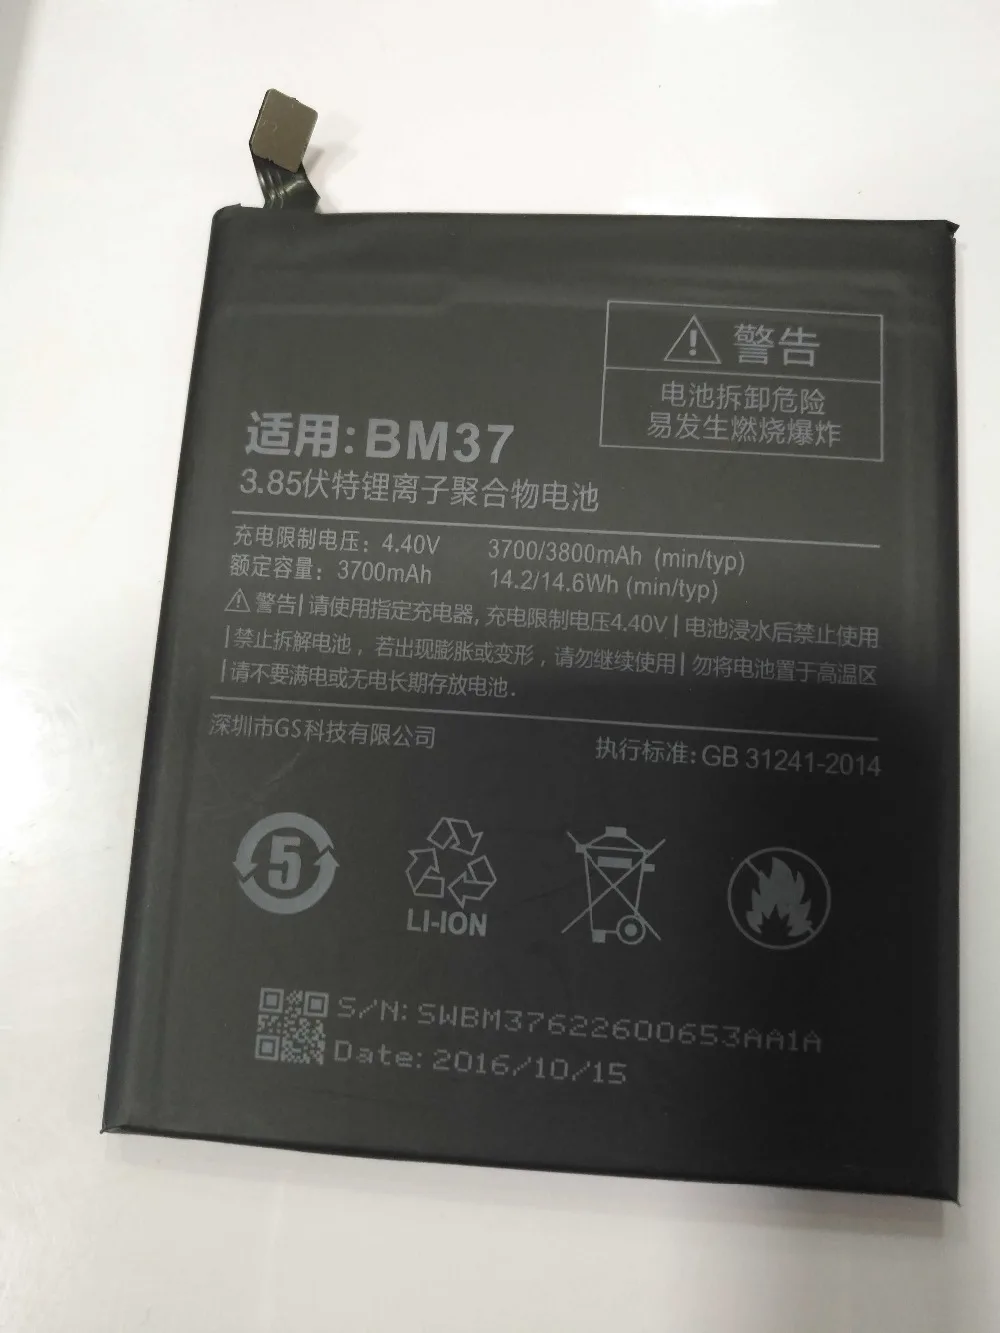 警告
电池拆卸危险
易发生燃烧爆炸
适用:BM37
3.85伏特锂离子聚合物电池
充电限制电压: 4.40V 3700/3800mAh (min/typ)
额定容量: 3700mAh 14.2/14.6Wh (min/typ)
警告|请使用指定充电器, 充电限制电压4.40V|电池浸水后禁止使用
|禁止拆解电池, 若出现膨胀或变形, 请勿继续使用|勿将电池置于高温区
|请不要满电或无电长期存放电池.
深圳市GS科技有限公司 执行标准: GB 31241-2014
5
LI-ION
S/N: SWBM37622600653AA1A
Date: 2016/10/15